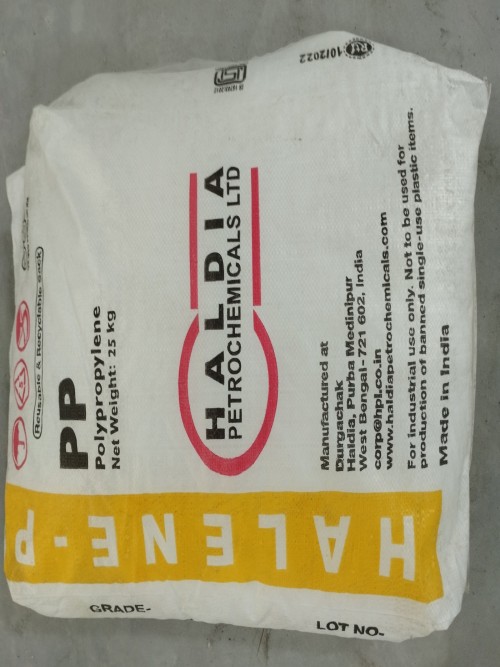 PP
Polypropylene
Net Weight: 25 kg
Reusable & Recyclable sack
HALDIA
PETROCHEMICALS LTD
Manufactured at
Durgachak
Haldia, Purba Medinipur
West Bengal-721 602, India
corp@hpl.co.in
www.haldiapetrochemicals.com
For industrial use only. Not to be used for
production of banned single-use plastic items.
Made in India
10/2022
HALENE-P
GRADE-
LOT NO-